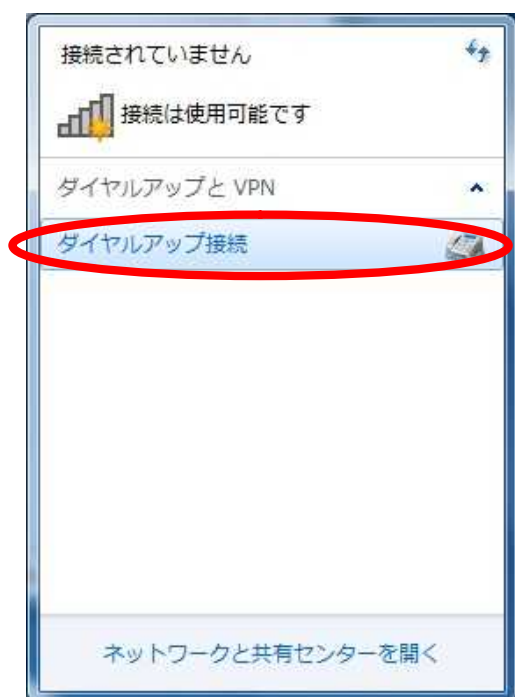 接続されていません
接続は使用可能です
ダイヤルアップと VPN
ダイヤルアップ接続
ネットワークと共有センターを開く